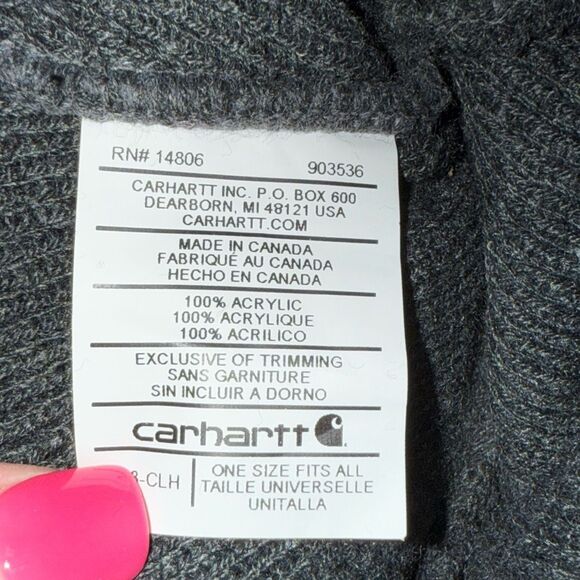 RN# 14806 903536
CARHARTT INC. P.O. BOX 600
DEARBORN, MI 48121 USA
CARHARTT.COM
MADE IN CANADA
FABRIQUÉ AU CANADA
HECHO EN CANADA
100% ACRYLIC
100% ACRYLIQUE
100% ACRILICO
EXCLUSIVE OF TRIMMING
SANS GARNITURE
SIN INCLUIR A DORNO
carhartt
-CLH
ONE SIZE FITS ALL
TAILLE UNIVERSELLE
UNITALLA